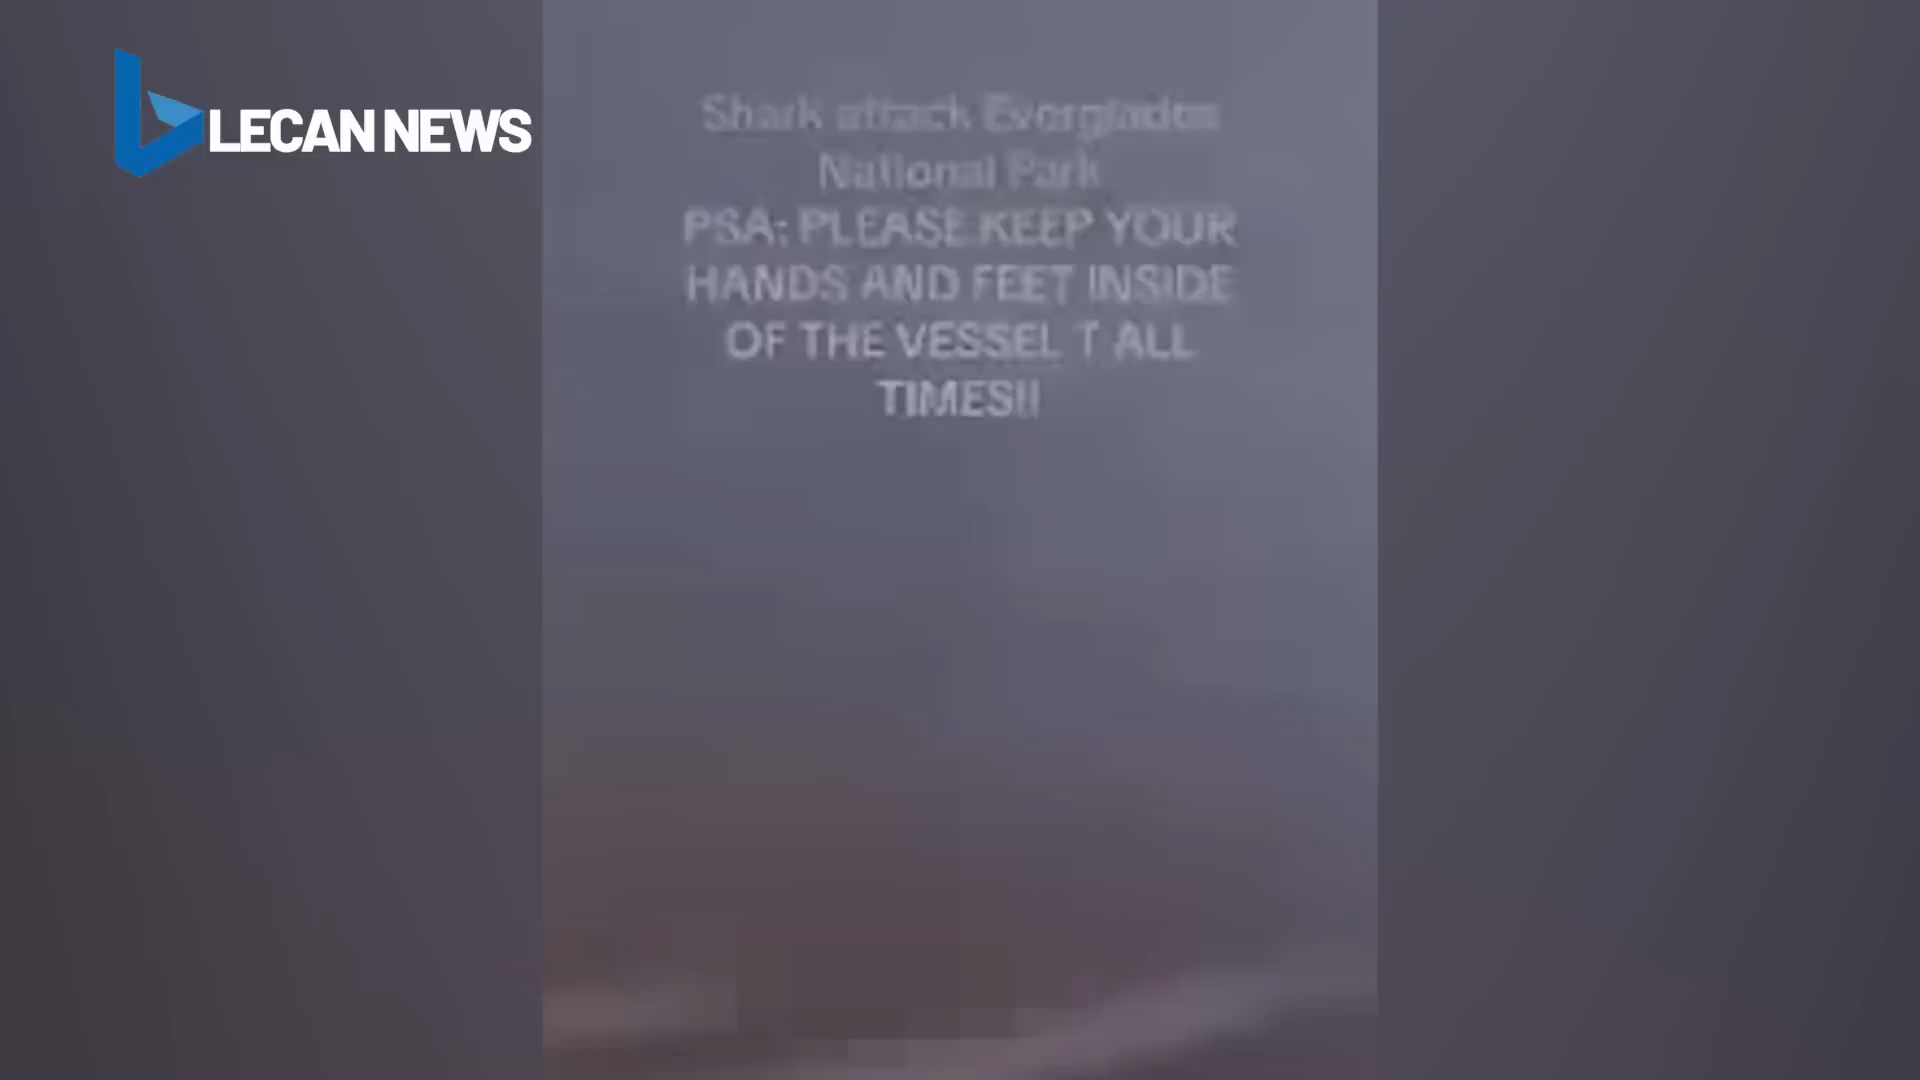 LECAN NEWS
Shark attack Everglades
National Park
PSA: PLEASE KEEP YOUR
HANDS AND FEET INSIDE
OF THE VESSEL T ALL
TIMES!!